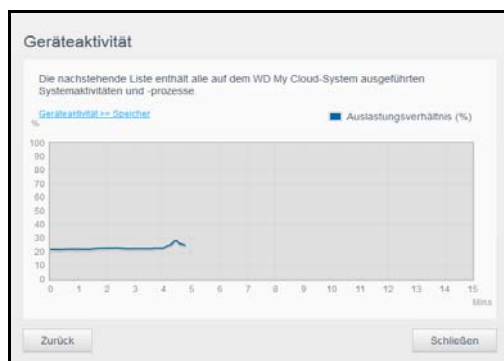 Geräteaktivität
Die nachstehende Liste enthält alle auf dem WD My Cloud-System ausgeführten
Systemaktivitäten und -prozesse
Geräteaktivität >> Speicher
Auslastungsverhältnis (%)
%
100
90
80
70
60
50
40
30
20
10
0
0 1 2 3 4 5 6 7 8 9 10 11 12 13 14 15
Mins
Zurück
Schließen